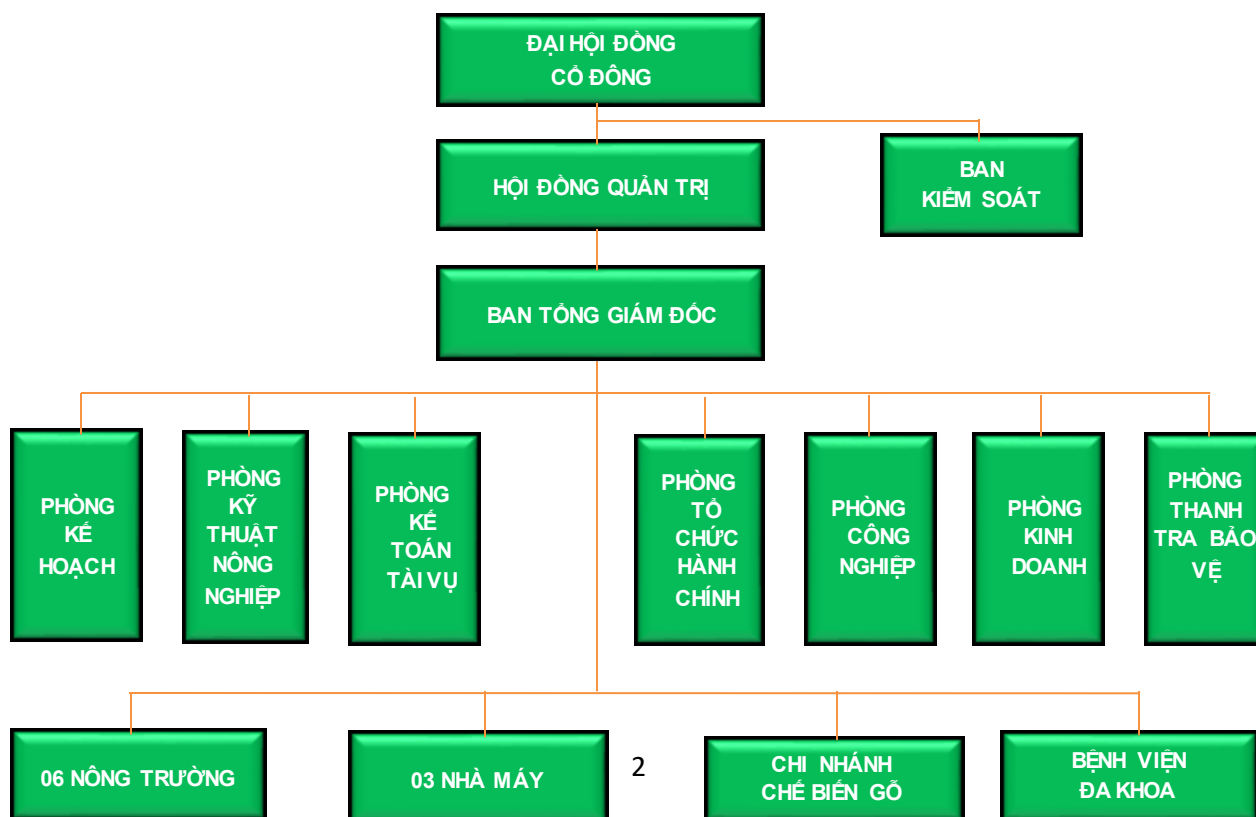 ĐẠI HỘI ĐỒNG
CỔ ĐÔNG
HỘI ĐỒNG QUẢN TRỊ
BAN
KIỂM SOÁT
BAN TỔNG GIÁM ĐỐC
PHÒNG
KẾ
HOẠCH
PHÒNG
KỸ
THUẬT
NÔNG
NGHIỆP
PHÒNG
KẾ
TOÁN
TÀI VỤ
PHÒNG
TỔ
CHỨC
HÀNH
CHÍNH
PHÒNG
CÔNG
NGHIỆP
PHÒNG
KINH
DOANH
PHÒNG
THANH
TRA BẢO
VỆ
06 NÔNG TRƯỜNG
03 NHÀ MÁY
2
CHI NHÁNH
CHẾ BIẾN GỖ
BỆNH VIỆN
ĐA KHOA